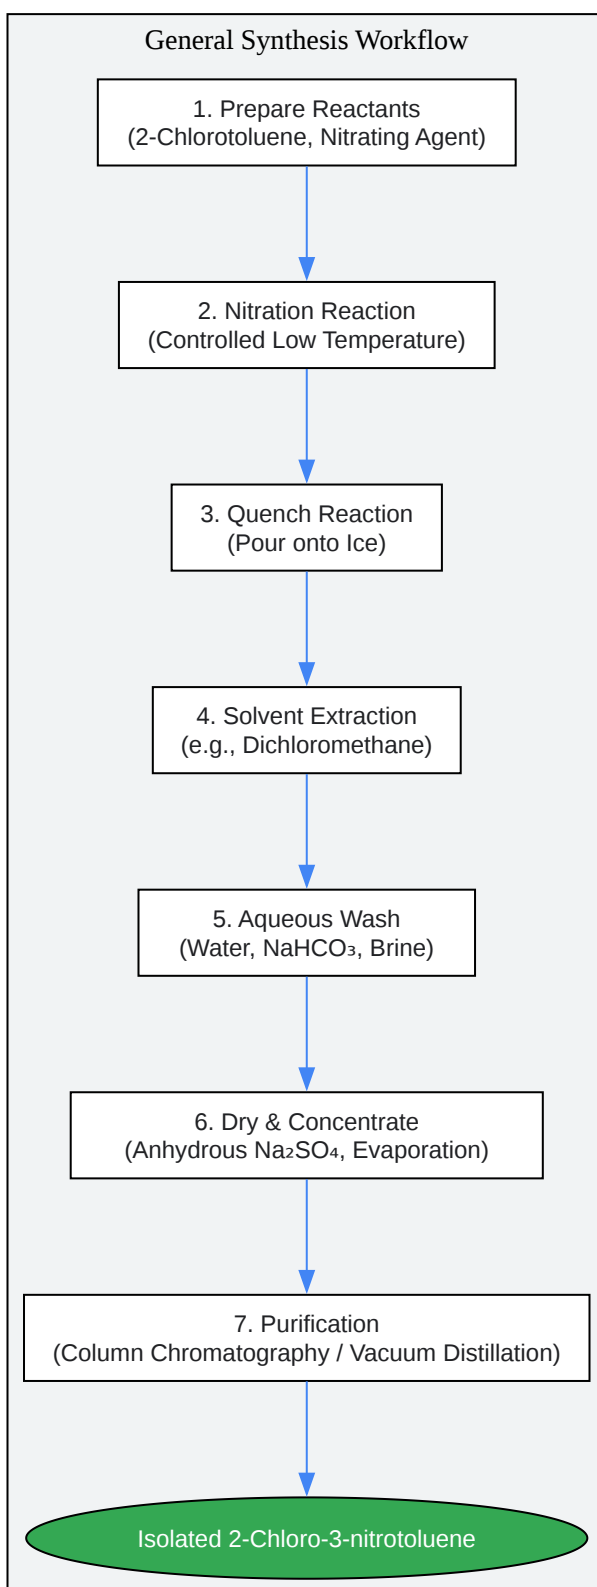 General Synthesis Workflow
1. Prepare Reactants
(2-Chlorotoluene, Nitrating Agent)
2. Nitration Reaction
(Controlled Low Temperature)
3. Quench Reaction
(Pour onto Ice)
4. Solvent Extraction
(e.g., Dichloromethane)
5. Aqueous Wash
(Water, NaHCO₃, Brine)
6. Dry & Concentrate
(Anhydrous Na₂SO₄, Evaporation)
7. Purification
(Column Chromatography / Vacuum Distillation)
Isolated 2-Chloro-3-nitrotoluene